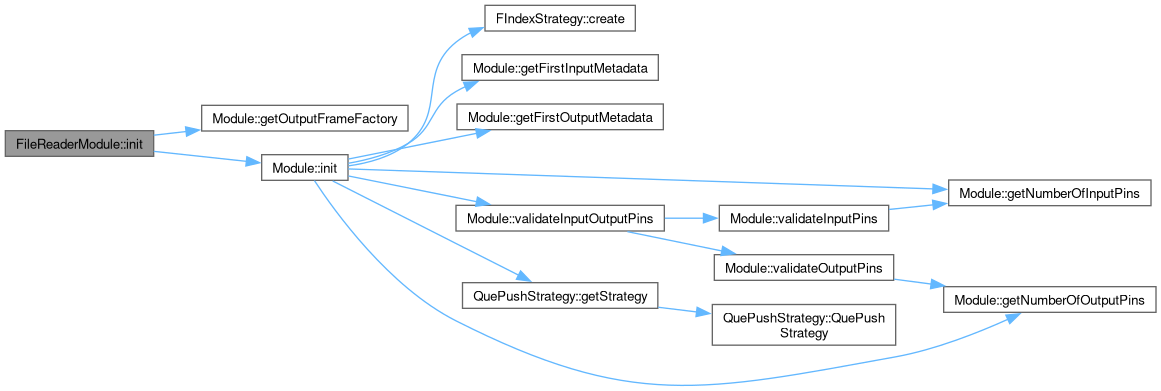 FIndexStrategy::create
Module::getFirstInputMetadata
Module::getOutputFrameFactory
Module::getFirstOutputMetadata
FileReaderModule::init
Module::init
Module::getNumberOfInputPins
Module::validateInputOutputPins
Module::validateInputPins
Module::validateOutputPins
QuePushStrategy::getStrategy
Module::getNumberOfOutputPins
QuePushStrategy::QuePush
Strategy